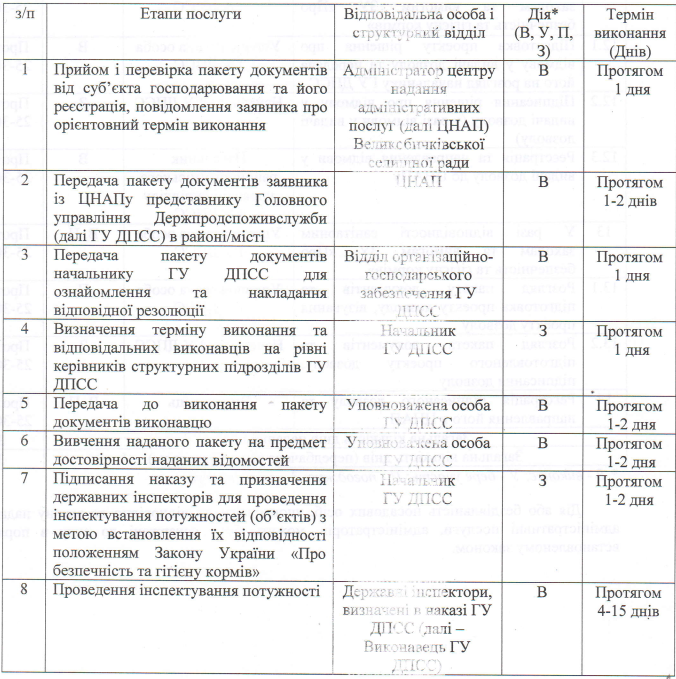 з/п Етапи послуги Відповідальна особа і Дія* Термін
структурний відділ (В, У, П, виконання
З) (Днів)
1 Прийом і перевірка пакету документів Адміністратор центру В Протягом
від суб’єкта господарювання та його надання 1 дня
реєстрація, повідомлення заявника про адміністративних
орієнтовний термін виконання послуг (далі ЦНАП)
Великобичківської
селищної ради
2 Передача пакету документів заявника ЦНАП В Протягом
із ЦНАПу представнику Головного 1-2 днів
управління Держпродспоживслужби
(далі ГУ ДПСС) в районі/місті
3 Передача пакету документів Відділ організаційно- В Протягом
начальнику ГУ ДПСС для господарського 1 дня
ознайомлення та накладання забезпечення ГУ
відповідної резолюції ДПСС
4 Визначення терміну виконання та Начальник З Протягом
відповідальних виконавців на рівні ГУ ДПСС 1 дня
керівників структурних підрозділів ГУ
ДПСС
5 Передача до виконання пакету Уповноважена особа В Протягом
документів виконавцю ГУ ДПСС 1-2 дня
6 Вивчення наданого пакету на предмет Уповноважена особа В Протягом
достовірності наданих відомостей ГУ ДПСС 1-2 дня
7 Підписання наказу та призначення Начальник З Протягом
державних інспекторів для проведення ГУ ДПСС 1-2 дня
інспектування потужностей (об’єктів) з
метою встановлення їх відповідності
положенням Закону України «Про
безпечність та гігієну кормів»
8 Проведення інспектування потужності Державні інспектори, В Протягом
визначені в наказі ГУ 4-15 днів
ДПСС (далі –
Виконавець ГУ
ДПСС)